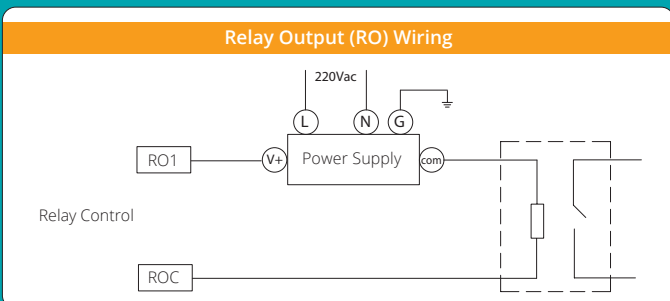 Relay Output (RO) Wiring
220Vac
L N G
RO1 V+ Power Supply com
Relay Control
ROC